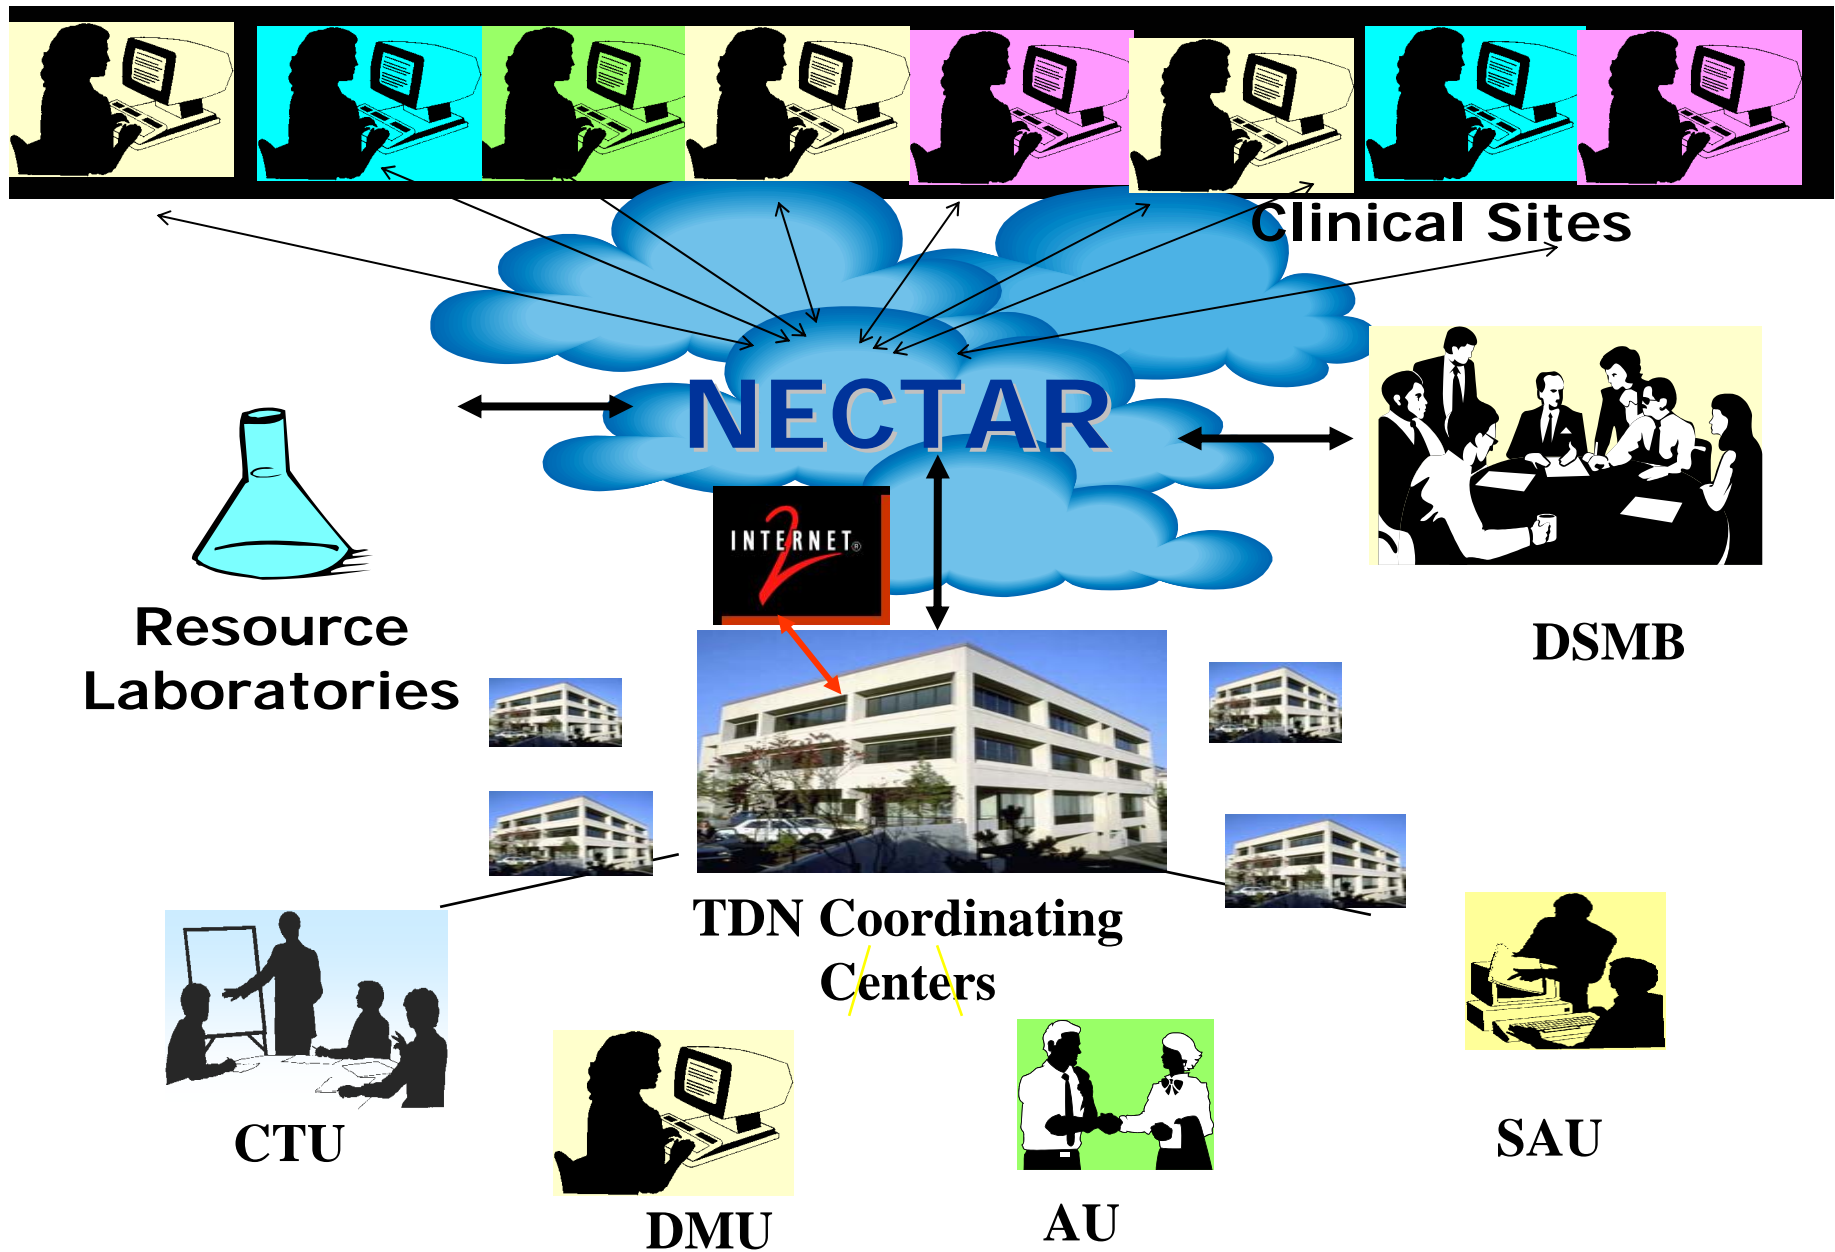 Clinical Sites
NECTAR
INTERNET®
2
Resource
Laboratories
DSMB
TDN Coordinating
Centers
CTU
SAU
DMU
AU